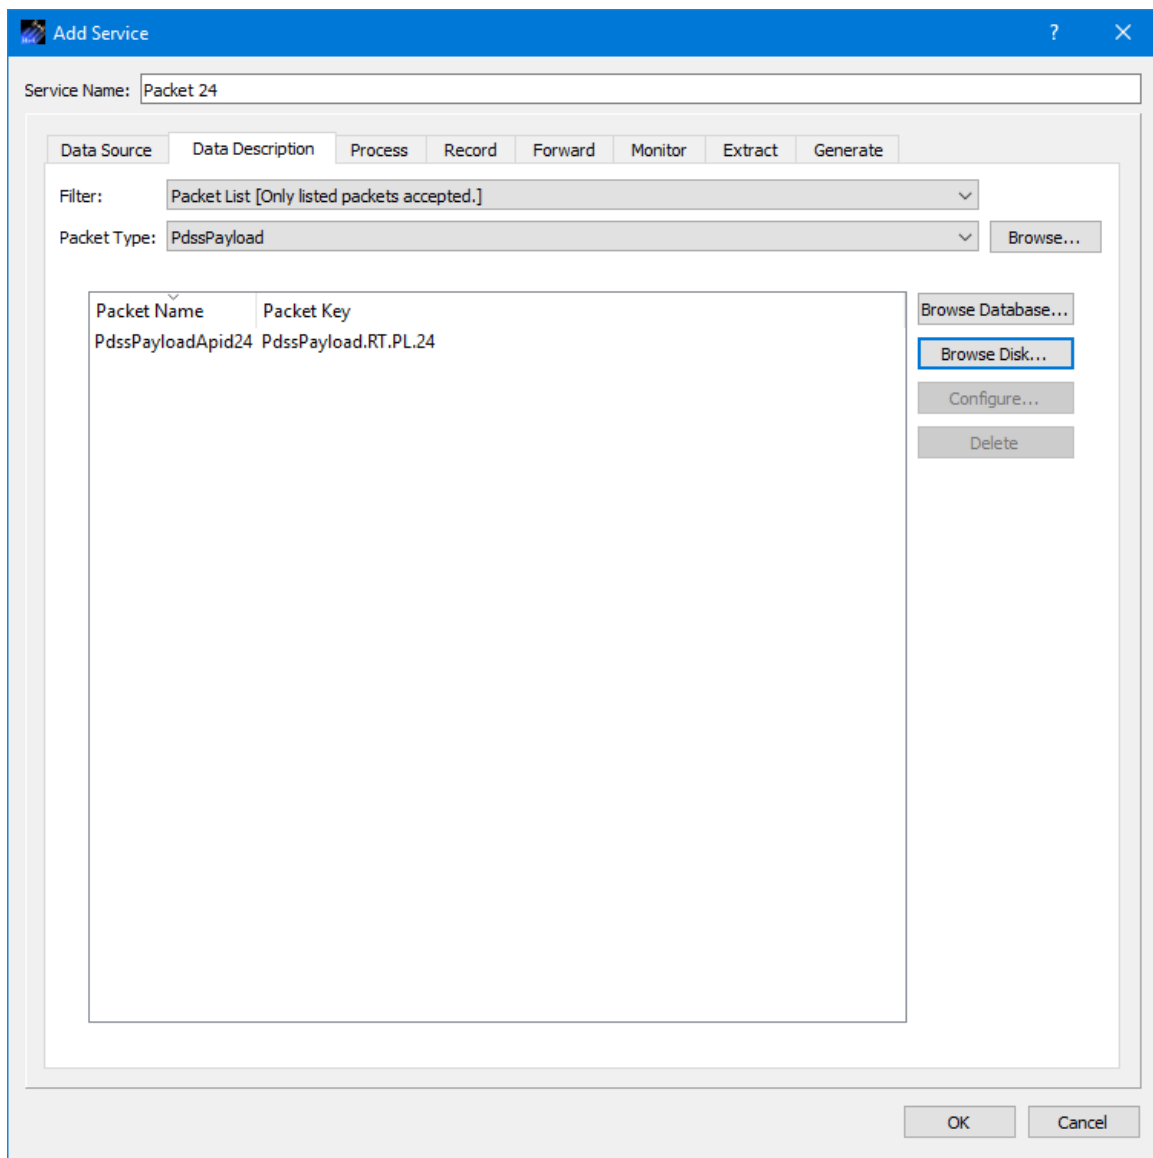 Add Service ?
Service Name: Packet 24
Data Source Data Description Process Record Forward Monitor Extract Generate
Filter: Packet List [Only listed packets accepted.]
Packet Type: PdssPayload Browse...
Packet Name Packet Key Browse Database...
PdssPayloadApid24 PdssPayload.RT.PL.24
Browse Disk...
Configure...
Delete
OK Cancel